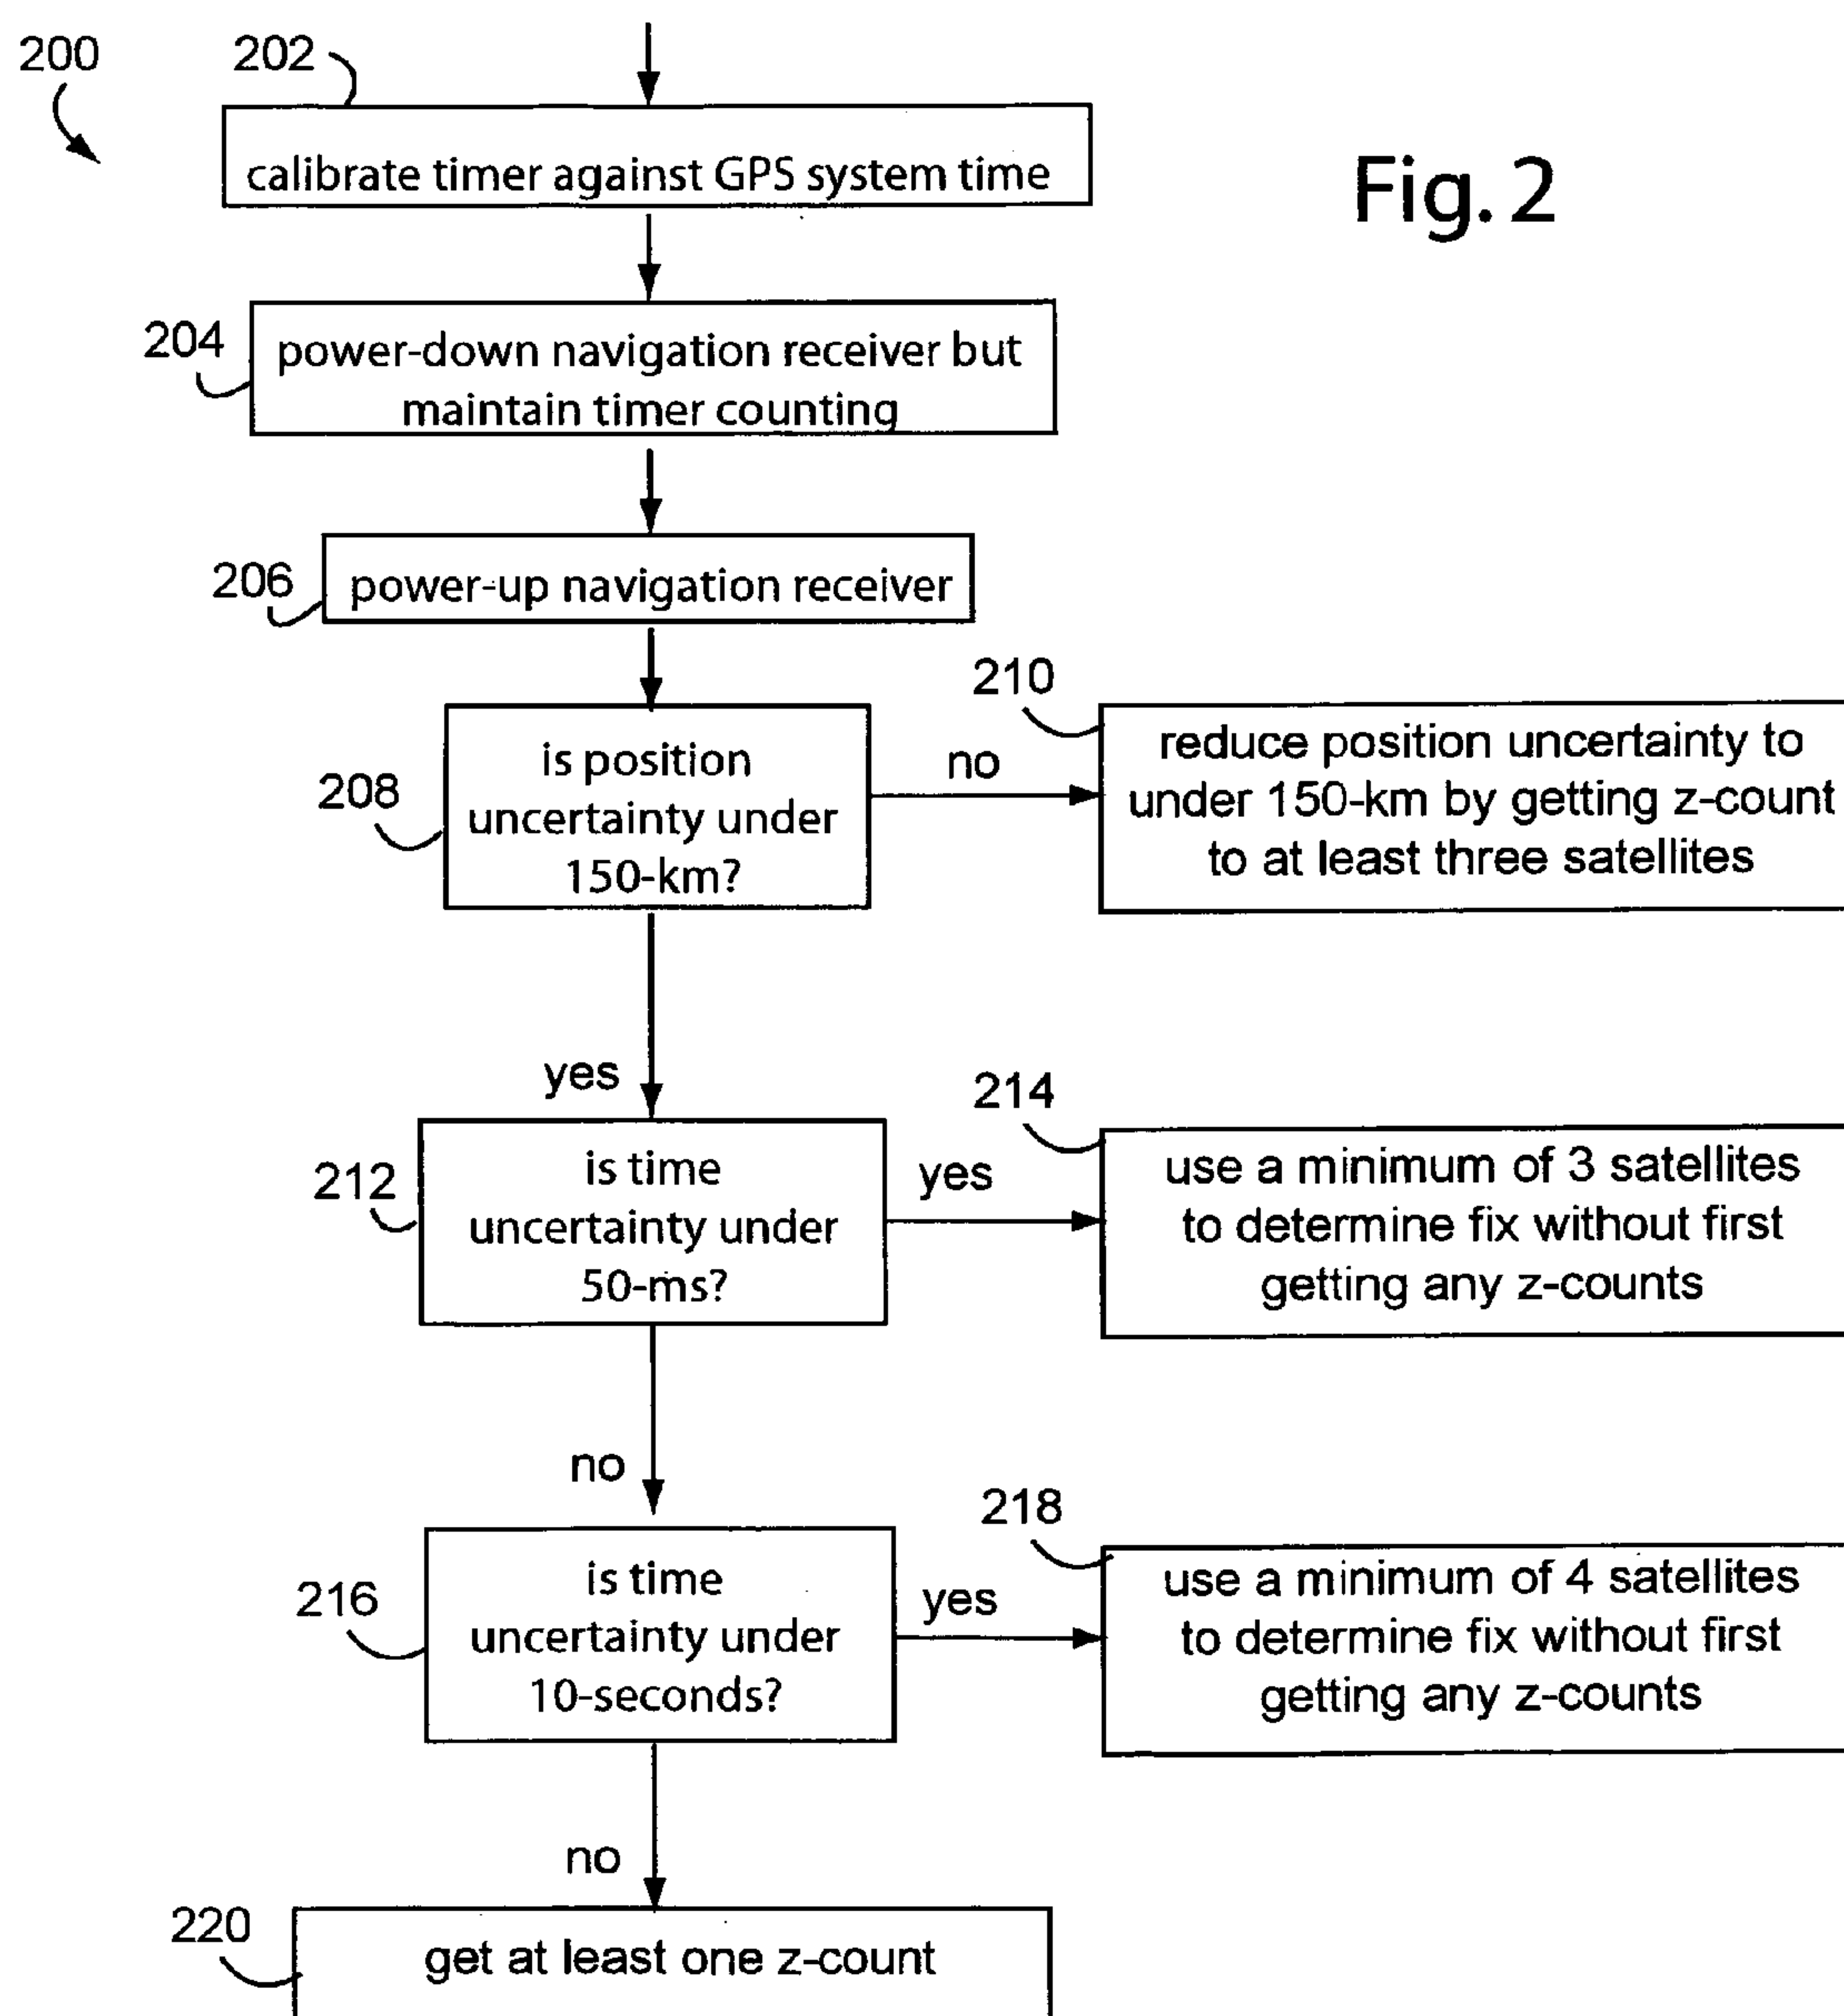 200
202
calibrate timer against GPS system time
Fig. 2
204
power-down navigation receiver but
maintain timer counting
206
power-up navigation receiver
208
is position
uncertainty under
150-km?
no
210
reduce position uncertainty to
under 150-km by getting z-count
to at least three satellites
yes
212
is time
uncertainty under
50-ms?
yes
214
use a minimum of 3 satellites
to determine fix without first
getting any z-counts
no
216
is time
uncertainty under
10-seconds?
yes
218
use a minimum of 4 satellites
to determine fix without first
getting any z-counts
no
220
get at least one z-count